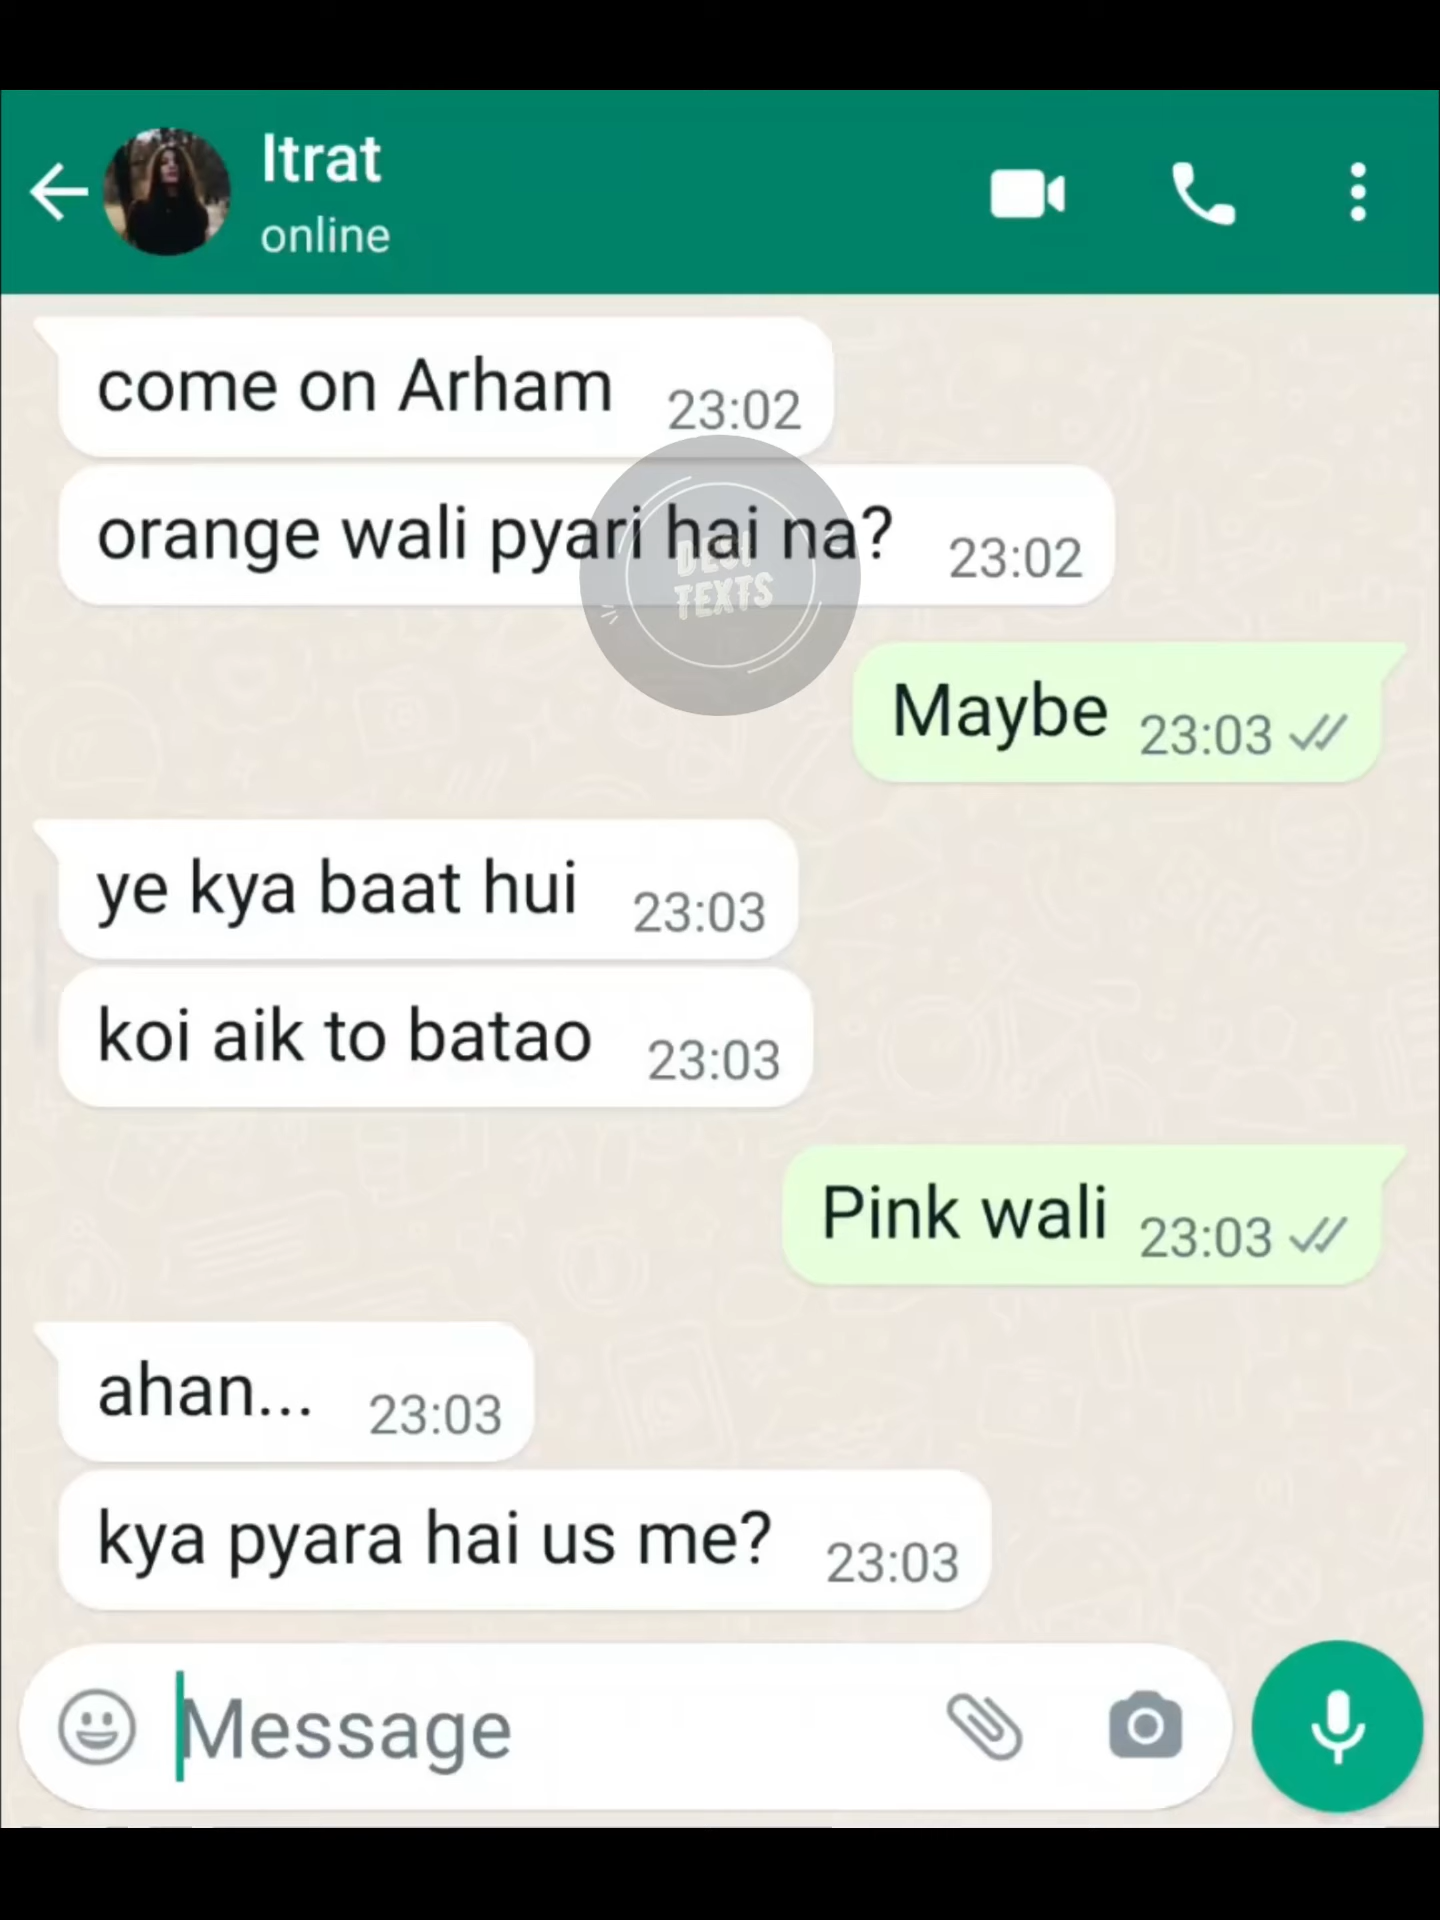 Itrat
online
come on Arham 23:02
orange wali pyari hai na? 23:02
DESI
TEXTS
Maybe 23:03
ye kya baat hui 23:03
koi aik to batao 23:03
Pink wali 23:03
ahan... 23:03
kya pyara hai us me? 23:03
Message